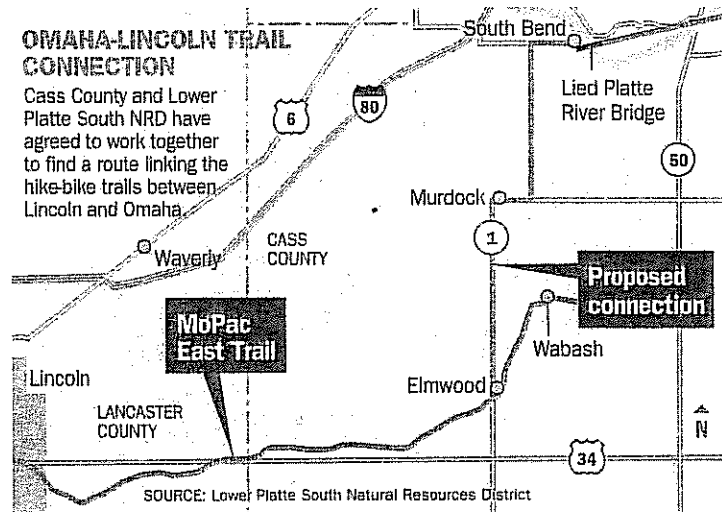 OMAHA-LINCOLN TRAIL
CONNECTION
Cass County and Lower
Platte South NRD have
agreed to work together
to find a route linking the
hike-bike trails between
Lincoln and Omaha.
South Bend
Lied Platte
River Bridge
6
80
50
Murdock
1
Waverly
CASS
COUNTY
Proposed
connection
MoPac
East Trail
Wabash
Lincoln
Elmwood
LANCASTER
COUNTY
N
34
SOURCE: Lower Platte South Natural Resources District